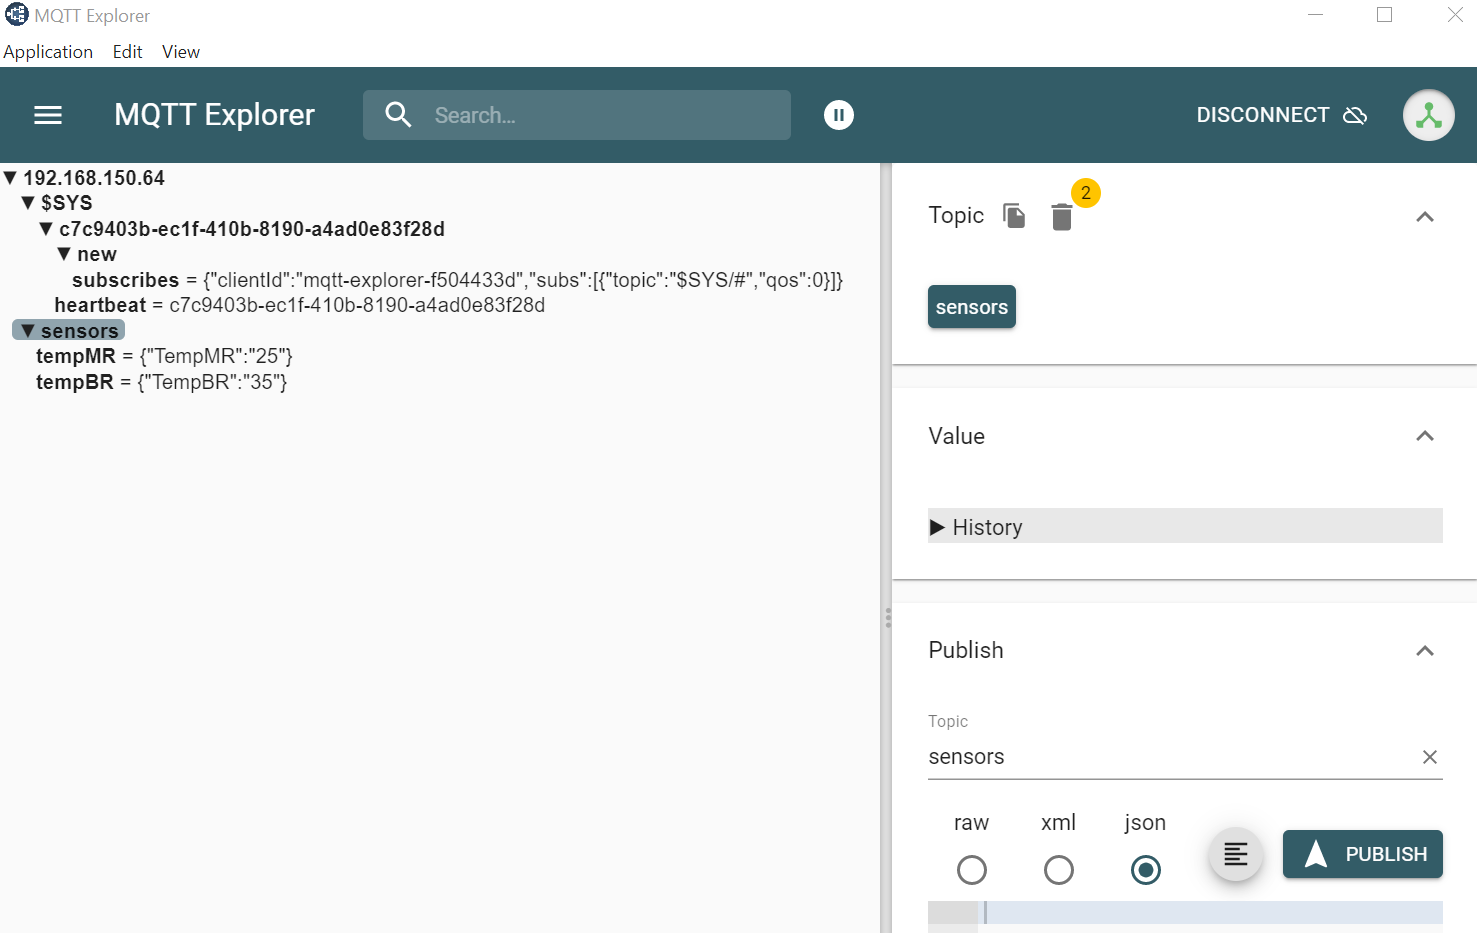 MQTT Explorer
Application Edit View
MQTT Explorer Search... DISCONNECT
192.168.150.64
$SYS
c7c9403b-ec1f-410b-8190-a4ad0e83f28d
new
subscribes = {"clientId":"mqtt-explorer-f504433d","subs":[{"topic":"$SYS/#","qos":0}]}
heartbeat = c7c9403b-ec1f-410b-8190-a4ad0e83f28d
sensors
tempMR = {"TempMR":"25"}
tempBR = {"TempBR":"35"}
Topic 2
sensors
Value
History
Publish
Topic
sensors
raw xml json
PUBLISH